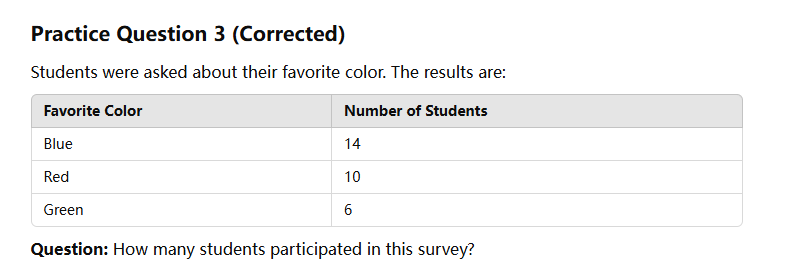 Practice Question 3 (Corrected)
Students were asked about their favorite color. The results are:
Favorite Color Number of Students
Blue 14
Red 10
Green 6
Question: How many students participated in this survey?